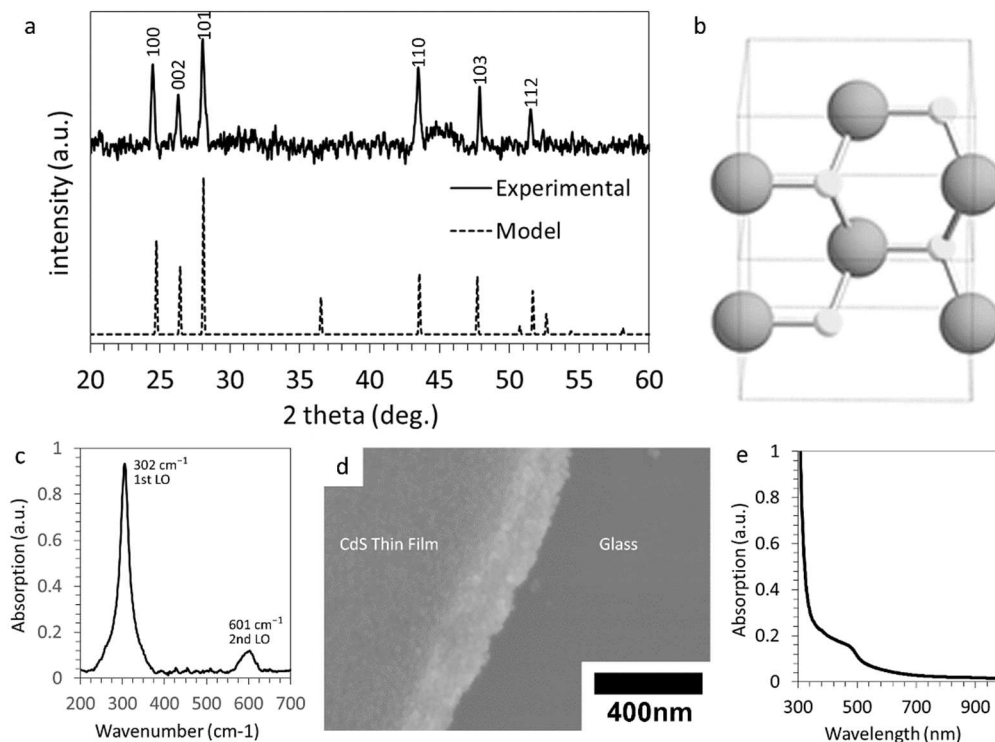 a
intensity (a.u.)
100
002
101
110
103
112
Experimental
Model
20 25 30 35 40 45 50 55 60
2 theta (deg.)
b
c
Absorption (a.u.)
1
0.8
0.6
0.4
0.2
0
302 cm⁻¹
1st LO
601 cm⁻¹
2nd LO
200 300 400 500 600 700
Wavenumber (cm-1)
d
CdS Thin Film
Glass
400nm
e
Absorption (a.u.)
1
0.8
0.6
0.4
0.2
0
300 500 700 900
Wavelength (nm)